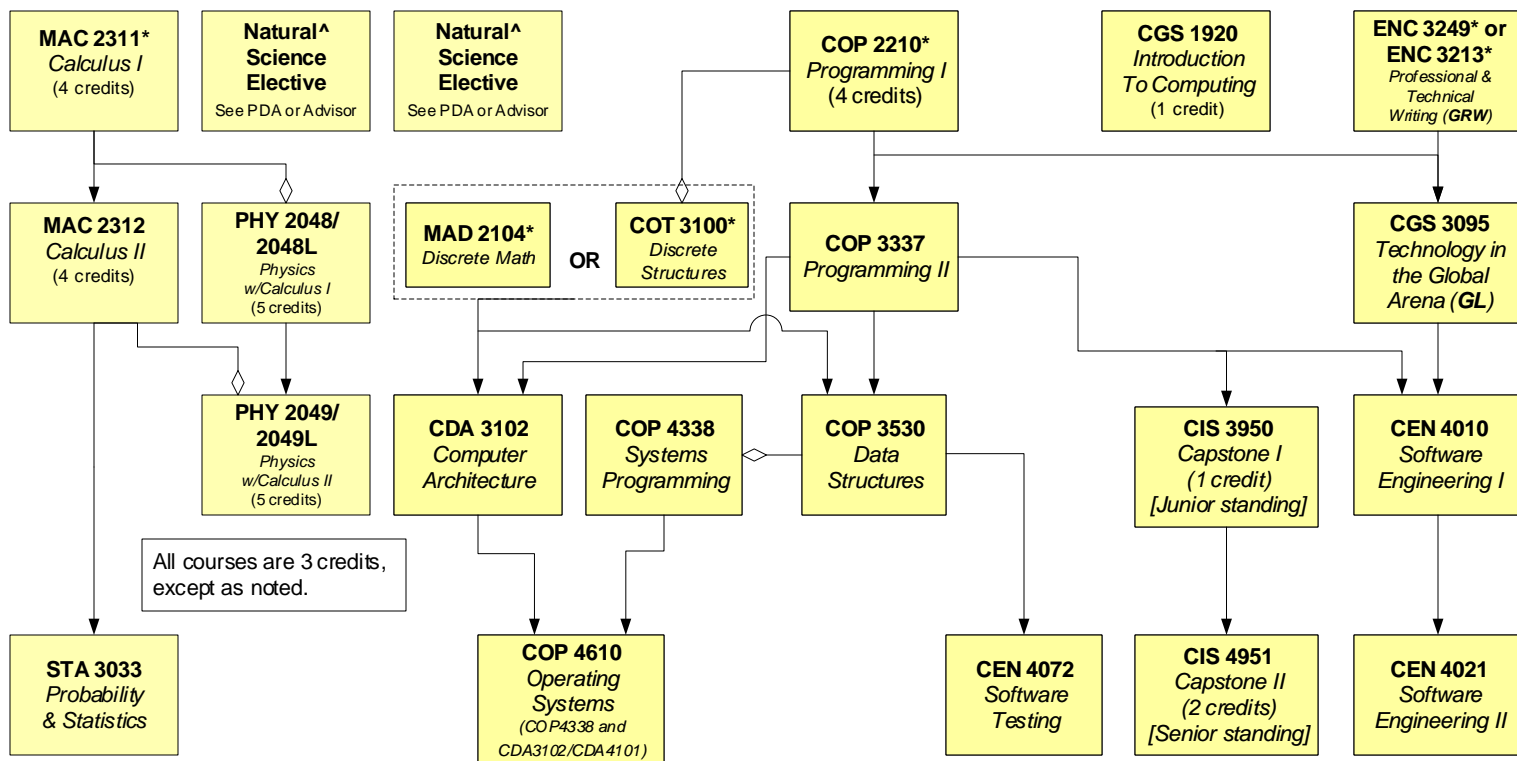 MAC 2311*
Calculus I
(4 credits)
Natural^
Science
Elective
See PDA or Advisor
Natural^
Science
Elective
See PDA or Advisor
COP 2210*
Programming I
(4 credits)
CGS 1920
Introduction
To Computing
(1 credit)
ENC 3249* or
ENC 3213*
Professional &
Technical
Writing (GRW)
MAC 2312
Calculus II
(4 credits)
PHY 2048/
2048L
Physics
w/Calculus I
(5 credits)
MAD 2104*
Discrete Math
OR
COT 3100*
Discrete
Structures
COP 3337
Programming II
CGS 3095
Technology in
the Global
Arena (GL)
PHY 2049/
2049L
Physics
w/Calculus II
(5 credits)
CDA 3102
Computer
Architecture
COP 4338
Systems
Programming
COP 3530
Data
Structures
CIS 3950
Capstone I
(1 credit)
[Junior standing]
CEN 4010
Software
Engineering I
All courses are 3 credits,
except as noted.
STA 3033
Probability
& Statistics
COP 4610
Operating
Systems
(COP4338 and
CDA3102/CDA4101)
CEN 4072
Software
Testing
CIS 4951
Capstone II
(2 credits)
[Senior standing]
CEN 4021
Software
Engineering II